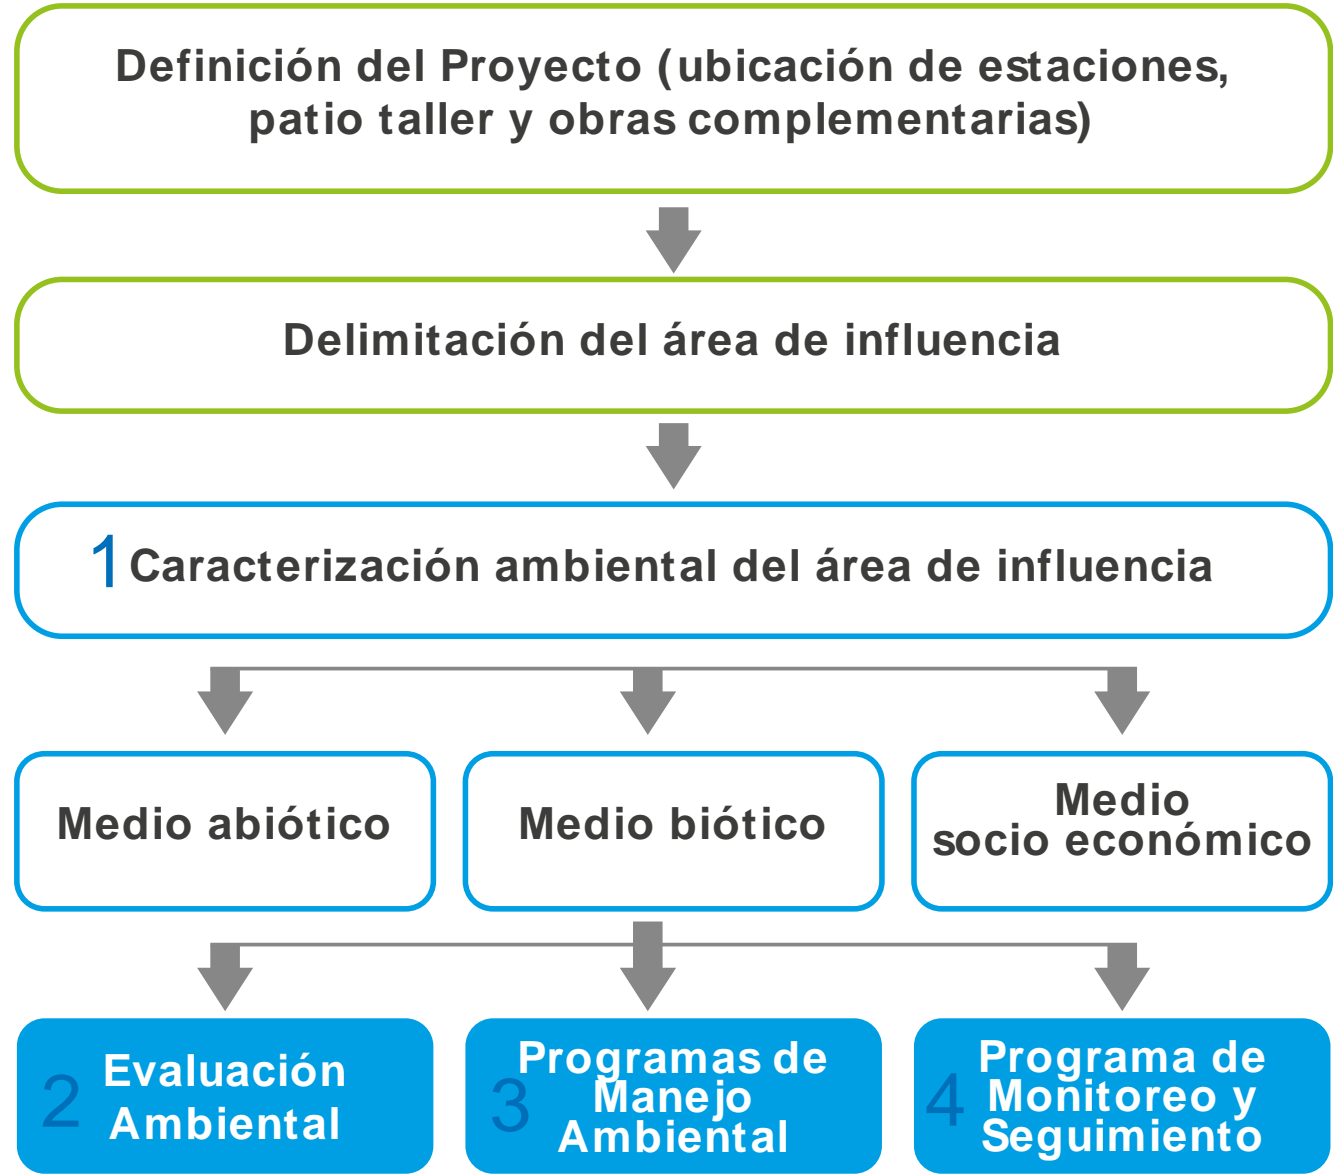 Definición del Proyecto (ubicación de estaciones,
patio taller y obras complementarias)
Delimitación del área de influencia
1 Caracterización ambiental del área de influencia
Medio abiótico
Medio biótico
Medio
socio económico
2 Evaluación
Ambiental
3 Programas de
Manejo
Ambiental
4 Programa de
Monitoreo y
Seguimiento